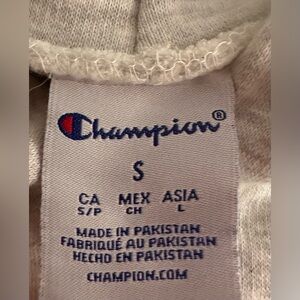 Champion®
S
CA MEX ASIA
S/P CH L
MADE IN PAKISTAN
FABRIQUÉ AU PAKISTAN
HECHO EN PAKISTAN
CHAMPION.COM